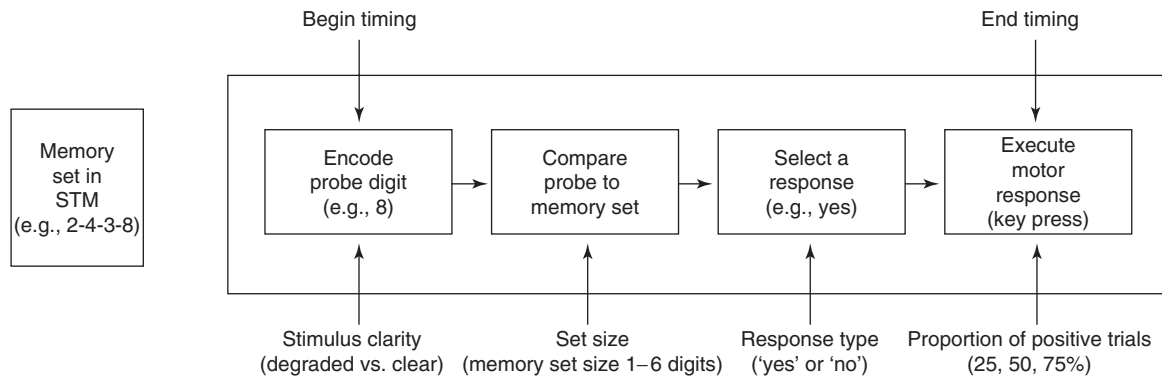 Begin timing
End timing
Memory
set in
STM
(e.g., 2-4-3-8)
Encode
probe digit
(e.g., 8)
Compare
probe to
memory set
Select a
response
(e.g., yes)
Execute
motor
response
(key press)
Stimulus clarity
(degraded vs. clear)
Set size
(memory set size 1–6 digits)
Response type
(‘yes’ or ‘no’)
Proportion of positive trials
(25, 50, 75%)